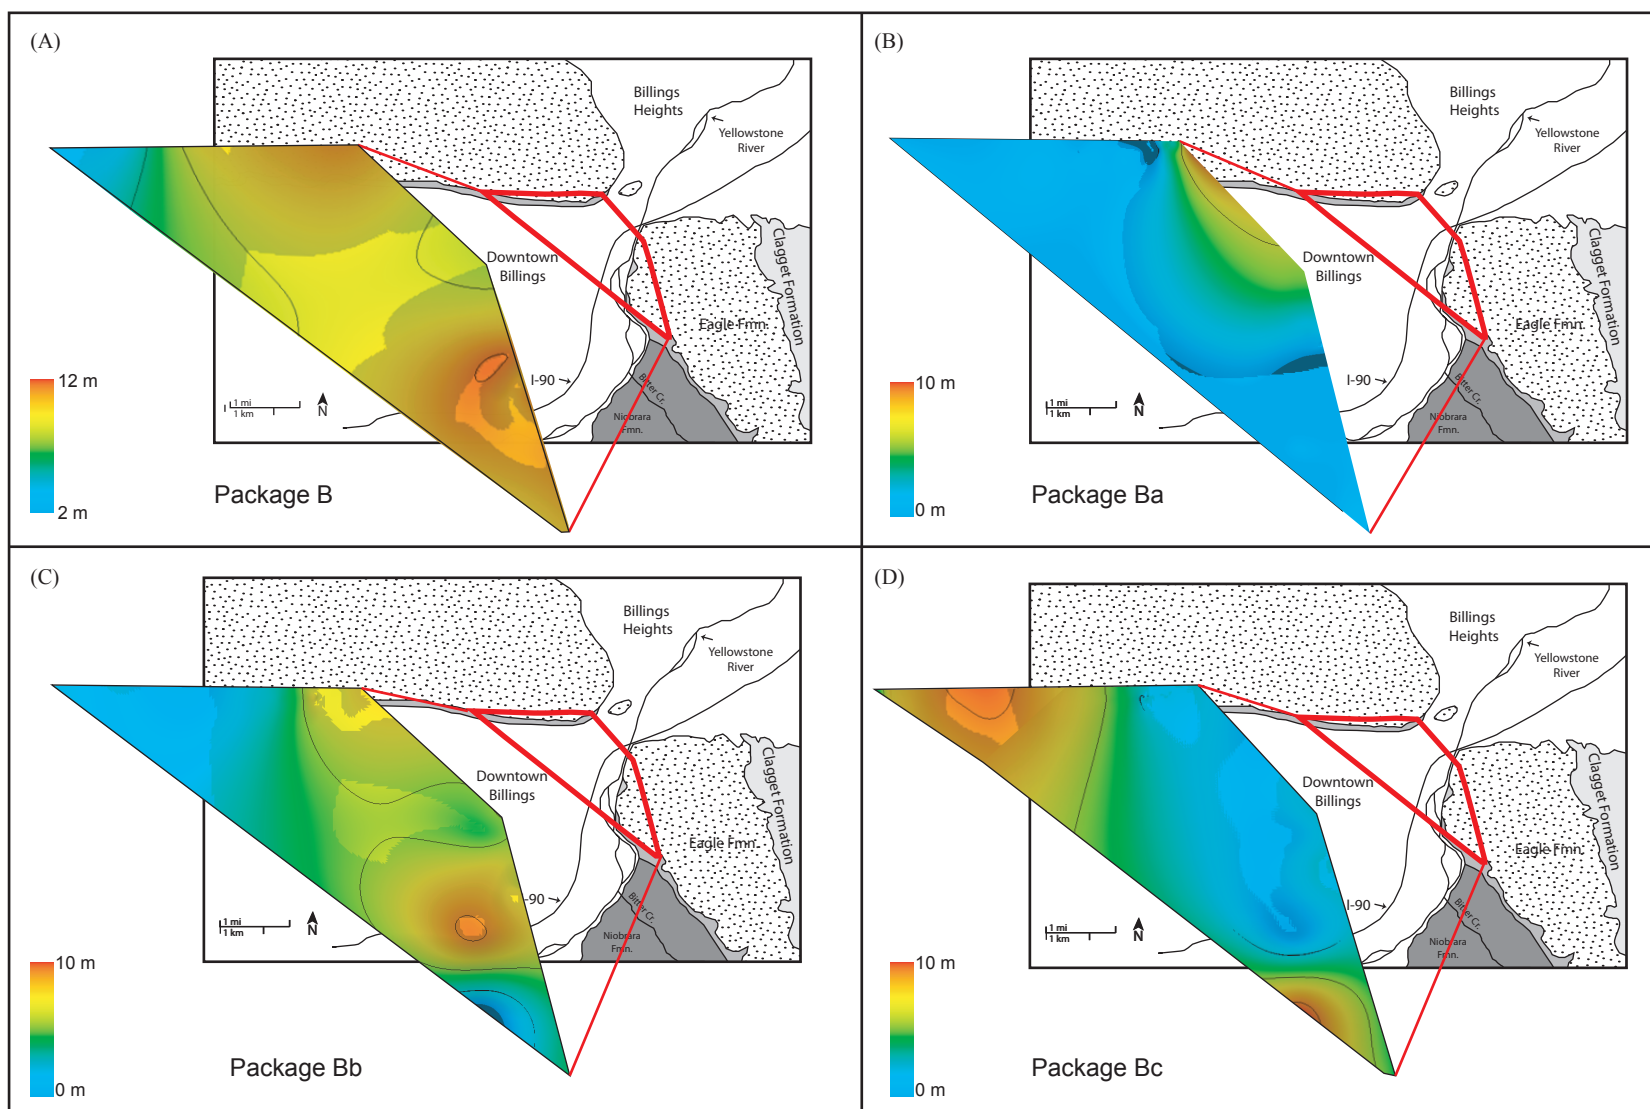 (A)
Billings
Heights
Yellowstone
River
Downtown
Billings
Clagget Formation
Eagle Fmn.
I-90
Bitter Cr.
Niobrara
Fmn.
12 m
2 m
1 mi
1 km
N
Package B
(B)
Billings
Heights
Yellowstone
River
Downtown
Billings
Clagget Formation
Eagle Fmn.
I-90
Bitter Cr.
Niobrara
Fmn.
10 m
0 m
1 mi
1 km
N
Package Ba
(C)
Billings
Heights
Yellowstone
River
Downtown
Billings
Clagget Formation
Eagle Fmn.
-90
Bitter Cr.
Niobrara
Fmn.
10 m
0 m
1 mi
1 km
N
Package Bb
(D)
Billings
Heights
Yellowstone
River
Downtown
Billings
Clagget Formation
Eagle Fmn.
I-90
Bitter Cr.
Niobrara
Fmn.
10 m
0 m
1 mi
1 km
N
Package Bc